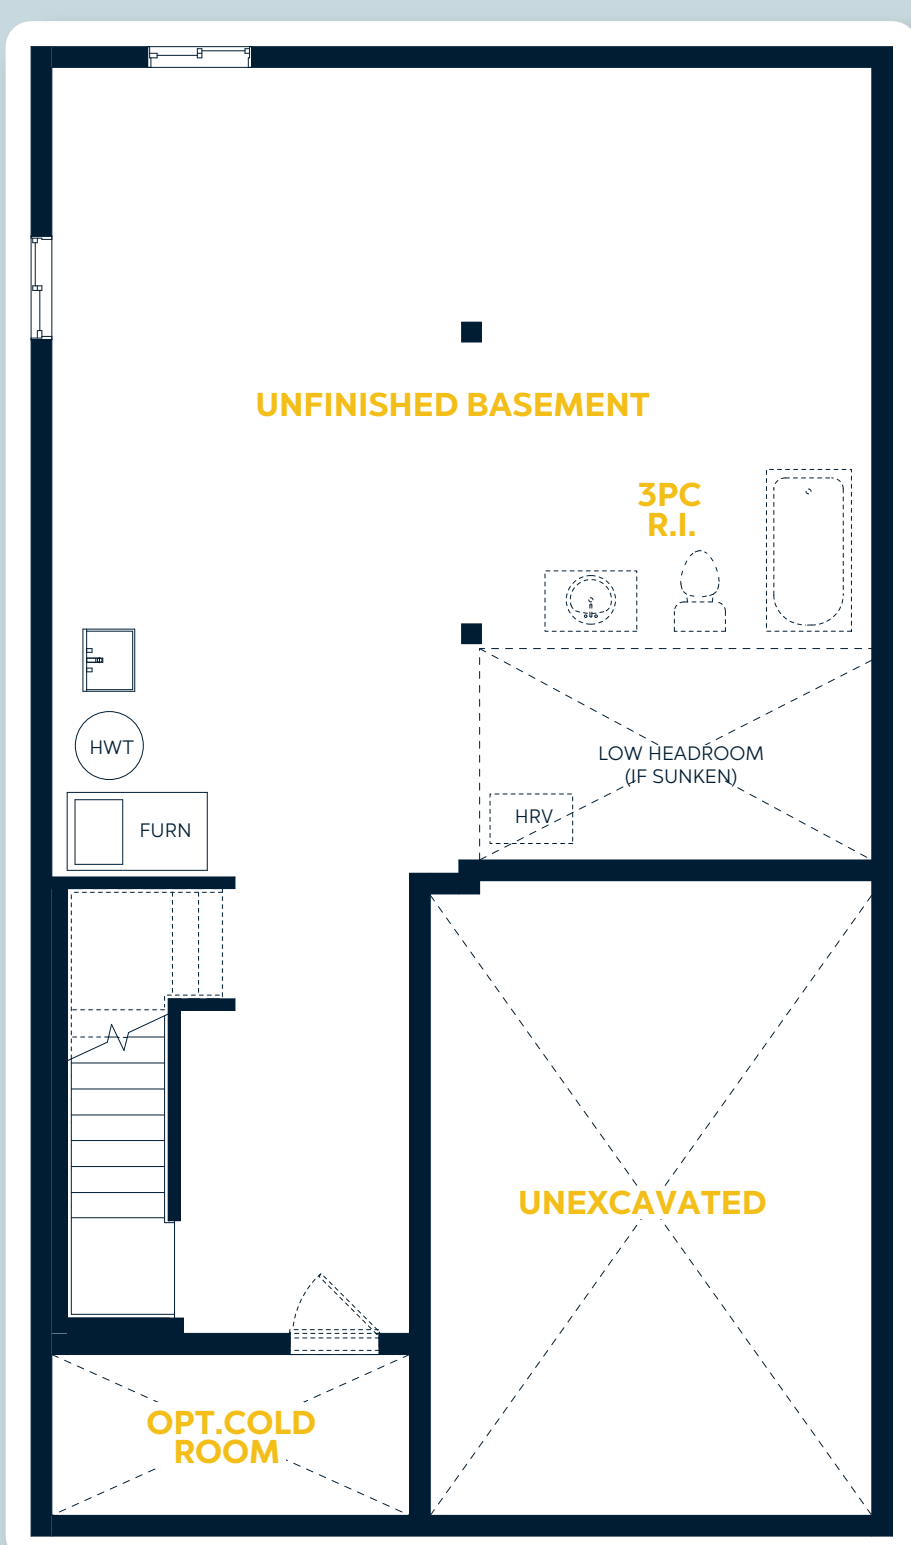 UNFINISHED BASEMENT
3PC
R.I.
HWT
LOW HEADROOM
(IF SUNKEN)
HRV
FURN
UNEXCAVATED
OPT.COLD
ROOM